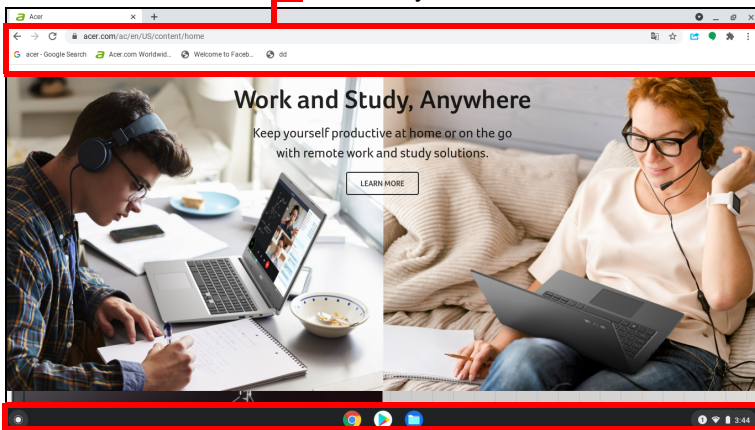 Acer
acer.com/ac/en/US/content/home
G acer - Google Search
Acer.com Worldwid...
Welcome to Faceb...
dd
Work and Study, Anywhere
Keep yourself productive at home or on the go
with remote work and study solutions.
LEARN MORE
1
3:44